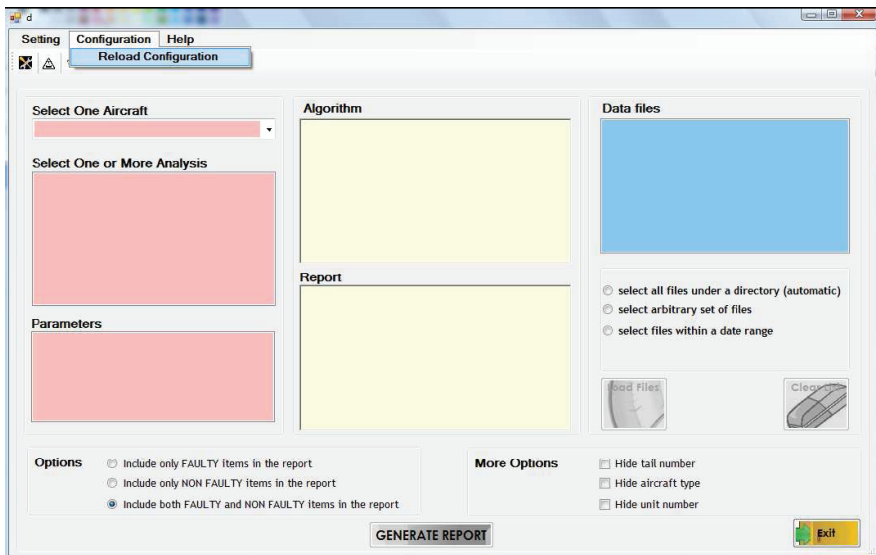 d
Setting Configuration Help
Reload Configuration
Select One Aircraft
Select One or More Analysis
Parameters
Algorithm
Report
Data files
select all files under a directory (automatic)
select arbitrary set of files
select files within a date range
Load Files
Clear
Options
Include only FAULTY items in the report
Include only NON FAULTY items in the report
Include both FAULTY and NON FAULTY items in the report
More Options
Hide tail number
Hide aircraft type
Hide unit number
GENERATE REPORT
Exit